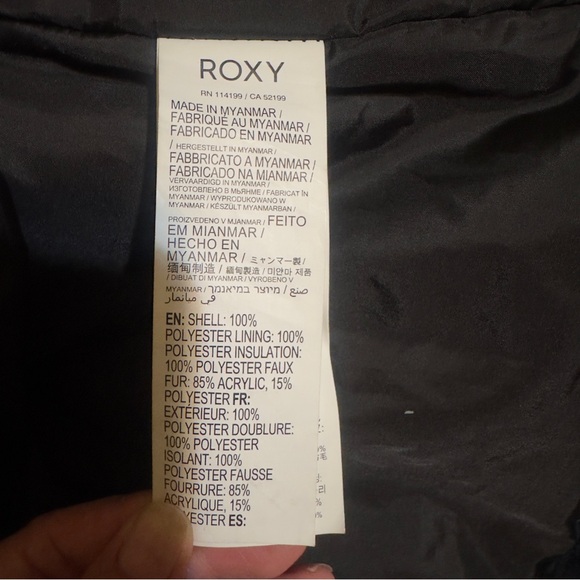 ROXY
RN 114199 / CA 52199
MADE IN MYANMAR /
FABRIQUÉ AU MYANMAR /
FABRICADO EN MYANMAR
/ HERGESTELLT IN MYANMAR /
FABBRICATO A MYANMAR /
FABRICADO NA MIANMAR /
VERVAARDIGD IN MYANMAR /
ИЗГОТОВЛЕНО В МЬЯНМЕ / FABRICAT ÎN
MYANMAR / WYPRODUKOWANO W
MYANMAR / KÉSZÜLT MYANMARBAN /
PROIZVEDENO V MJANMAR / FEITO
EM MIANMAR /
HECHO EN
MYANMAR / ミャンマー製 /
缅甸制造 / 緬甸製造 / 미얀마 제품
/ DIBUAT DI MYANMAR / VYROBENO V
MYANMAR / מיוצר במיאנמר / صنع
في ميانمار
EN: SHELL: 100%
POLYESTER LINING: 100%
POLYESTER INSULATION:
100% POLYESTER FAUX
FUR: 85% ACRYLIC, 15%
POLYESTER FR:
EXTÉRIEUR: 100%
POLYESTER DOUBLURE:
100% POLYESTER
ISOLANT: 100%
POLYESTER FAUSSE
FOURRURE: 85%
ACRYLIQUE, 15%
YESTER ES: